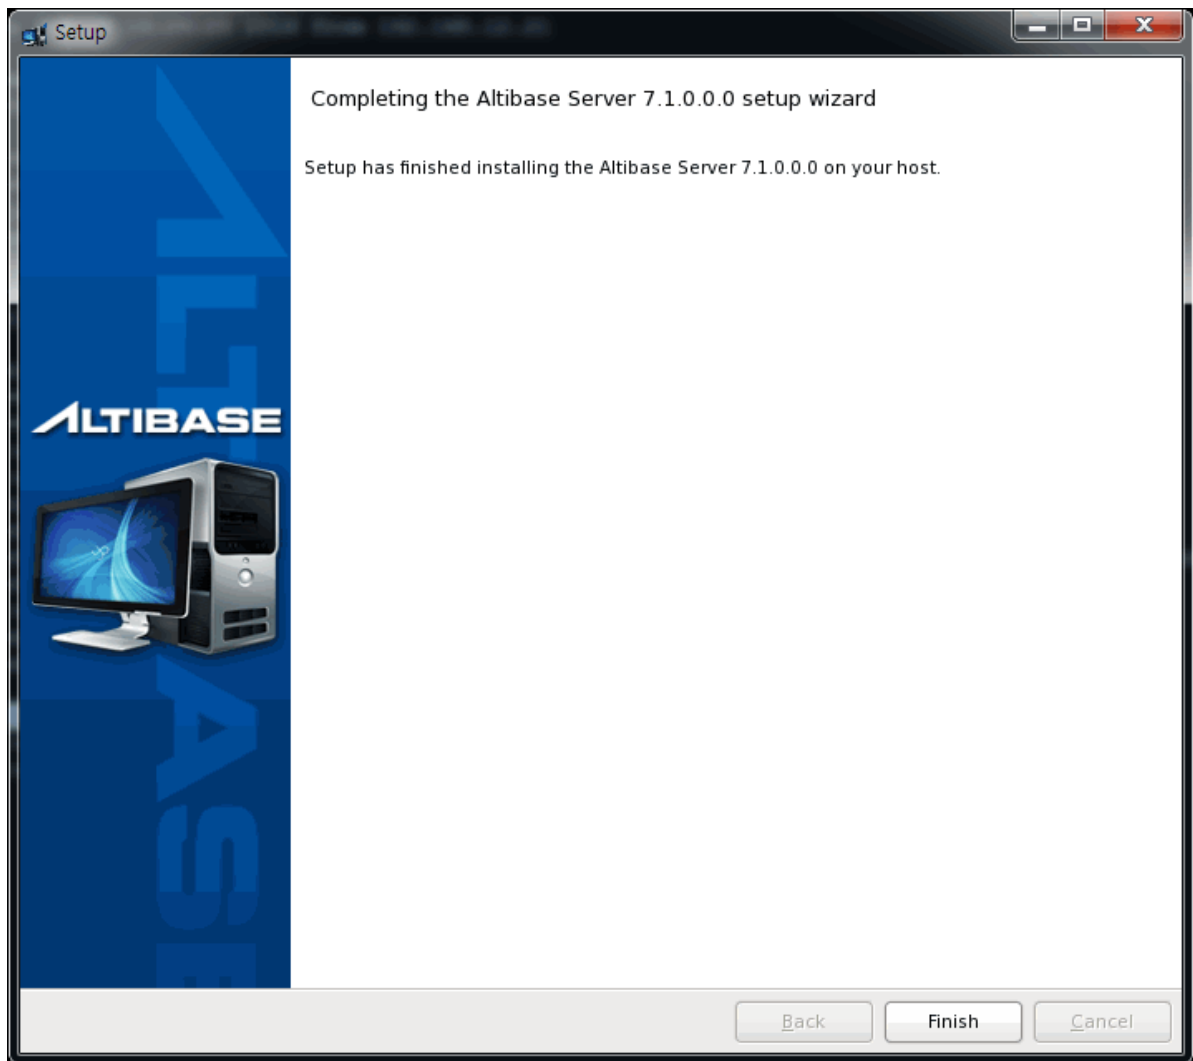 Setup
Completing the Altibase Server 7.1.0.0.0 setup wizard
Setup has finished installing the Altibase Server 7.1.0.0.0 on your host.
ALTIBASE
ALTIBASE
Back
Finish
Cancel